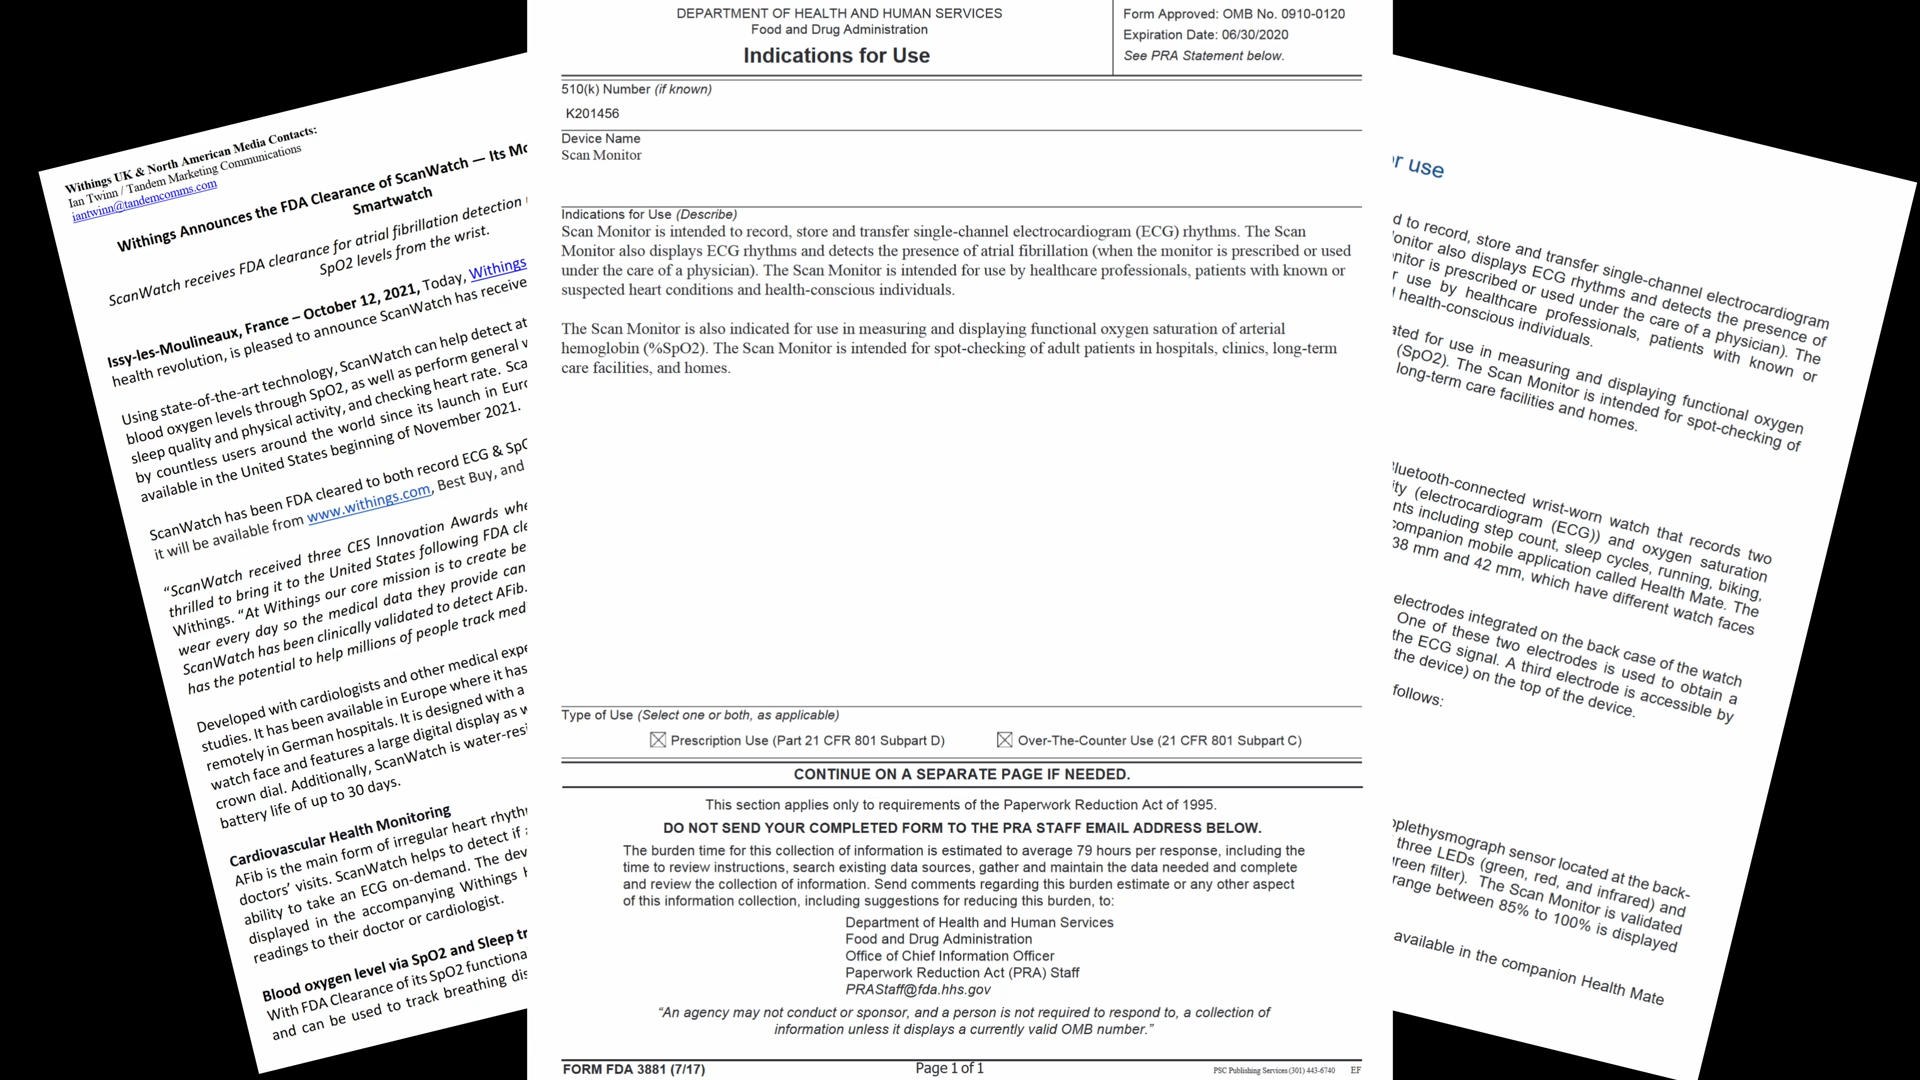 Withings UK & North American Media Contacts:
Ian Twinn / Tandem Marketing Communications
iantwinn@tandemcomms.com
Withings Announces the FDA Clearance of ScanWatch — Its Mo
Smartwatch
ScanWatch receives FDA clearance for atrial fibrillation detection
SpO2 levels from the wrist.
Issy-les-Moulineaux, France – October 12, 2021, Today, Withings
health revolution, is pleased to announce ScanWatch has receive
Using state-of-the-art technology, ScanWatch can help detect at
blood oxygen levels through SpO2, as well as perform general w
sleep quality and physical activity, and checking heart rate. Sca
by countless users around the world since its launch in Euro
available in the United States beginning of November 2021.
ScanWatch has been FDA cleared to both record ECG & SpO
it will be available from www.withings.com, Best Buy, and
“ScanWatch received three CES Innovation Awards whe
thrilled to bring it to the United States following FDA cle
Withings. “At Withings our core mission is to create be
wear every day so the medical data they provide can
ScanWatch has been clinically validated to detect AFib.
has the potential to help millions of people track med
Developed with cardiologists and other medical expe
studies. It has been available in Europe where it has
remotely in German hospitals. It is designed with a
watch face and features a large digital display as w
crown dial. Additionally, ScanWatch is water-resi
battery life of up to 30 days.
Cardiovascular Health Monitoring
AFib is the main form of irregular heart rhythm
doctors’ visits. ScanWatch helps to detect if a
ability to take an ECG on-demand. The dev
displayed in the accompanying Withings H
readings to their doctor or cardiologist.
Blood oxygen level via SpO2 and Sleep tr
With FDA Clearance of its SpO2 functiona
and can be used to track breathing dis
DEPARTMENT OF HEALTH AND HUMAN SERVICES
Food and Drug Administration
Indications for Use
Form Approved: OMB No. 0910-0120
Expiration Date: 06/30/2020
See PRA Statement below.
510(k) Number (if known)
K201456
Device Name
Scan Monitor
Indications for Use (Describe)
Scan Monitor is intended to record, store and transfer single-channel electrocardiogram (ECG) rhythms. The Scan
Monitor also displays ECG rhythms and detects the presence of atrial fibrillation (when the monitor is prescribed or used
under the care of a physician). The Scan Monitor is intended for use by healthcare professionals, patients with known or
suspected heart conditions and health-conscious individuals.
The Scan Monitor is also indicated for use in measuring and displaying functional oxygen saturation of arterial
hemoglobin (%SpO2). The Scan Monitor is intended for spot-checking of adult patients in hospitals, clinics, long-term
care facilities, and homes.
Type of Use (Select one or both, as applicable)
Prescription Use (Part 21 CFR 801 Subpart D) Over-The-Counter Use (21 CFR 801 Subpart C)
CONTINUE ON A SEPARATE PAGE IF NEEDED.
This section applies only to requirements of the Paperwork Reduction Act of 1995.
DO NOT SEND YOUR COMPLETED FORM TO THE PRA STAFF EMAIL ADDRESS BELOW.
The burden time for this collection of information is estimated to average 79 hours per response, including the
time to review instructions, search existing data sources, gather and maintain the data needed and complete
and review the collection of information. Send comments regarding this burden estimate or any other aspect
of this information collection, including suggestions for reducing this burden, to:
Department of Health and Human Services
Food and Drug Administration
Office of Chief Information Officer
Paperwork Reduction Act (PRA) Staff
PRAStaff@fda.hhs.gov
“An agency may not conduct or sponsor, and a person is not required to respond to, a collection of
information unless it displays a currently valid OMB number.”
FORM FDA 3881 (7/17) Page 1 of 1 PSC Publishing Services (301) 443-6740 EF
r use
d to record, store and transfer single-channel electrocardiogram
onitor also displays ECG rhythms and detects the presence of
nitor is prescribed or used under the care of a physician). The
r use by healthcare professionals, patients with known or
health-conscious individuals.
ated for use in measuring and displaying functional oxygen
(SpO2). The Scan Monitor is intended for spot-checking of
long-term care facilities and homes.
luetooth-connected wrist-worn watch that records two
ity (electrocardiogram (ECG)) and oxygen saturation
nts including step count, sleep cycles, running, biking,
companion mobile application called Health Mate. The
38 mm and 42 mm, which have different watch faces
electrodes integrated on the back case of the watch
One of these two electrodes is used to obtain a
the ECG signal. A third electrode is accessible by
the device) on the top of the device.
follows:
oplethysmograph sensor located at the back-
three LEDs (green, red, and infrared) and
green filter). The Scan Monitor is validated
range between 85% to 100% is displayed
available in the companion Health Mate